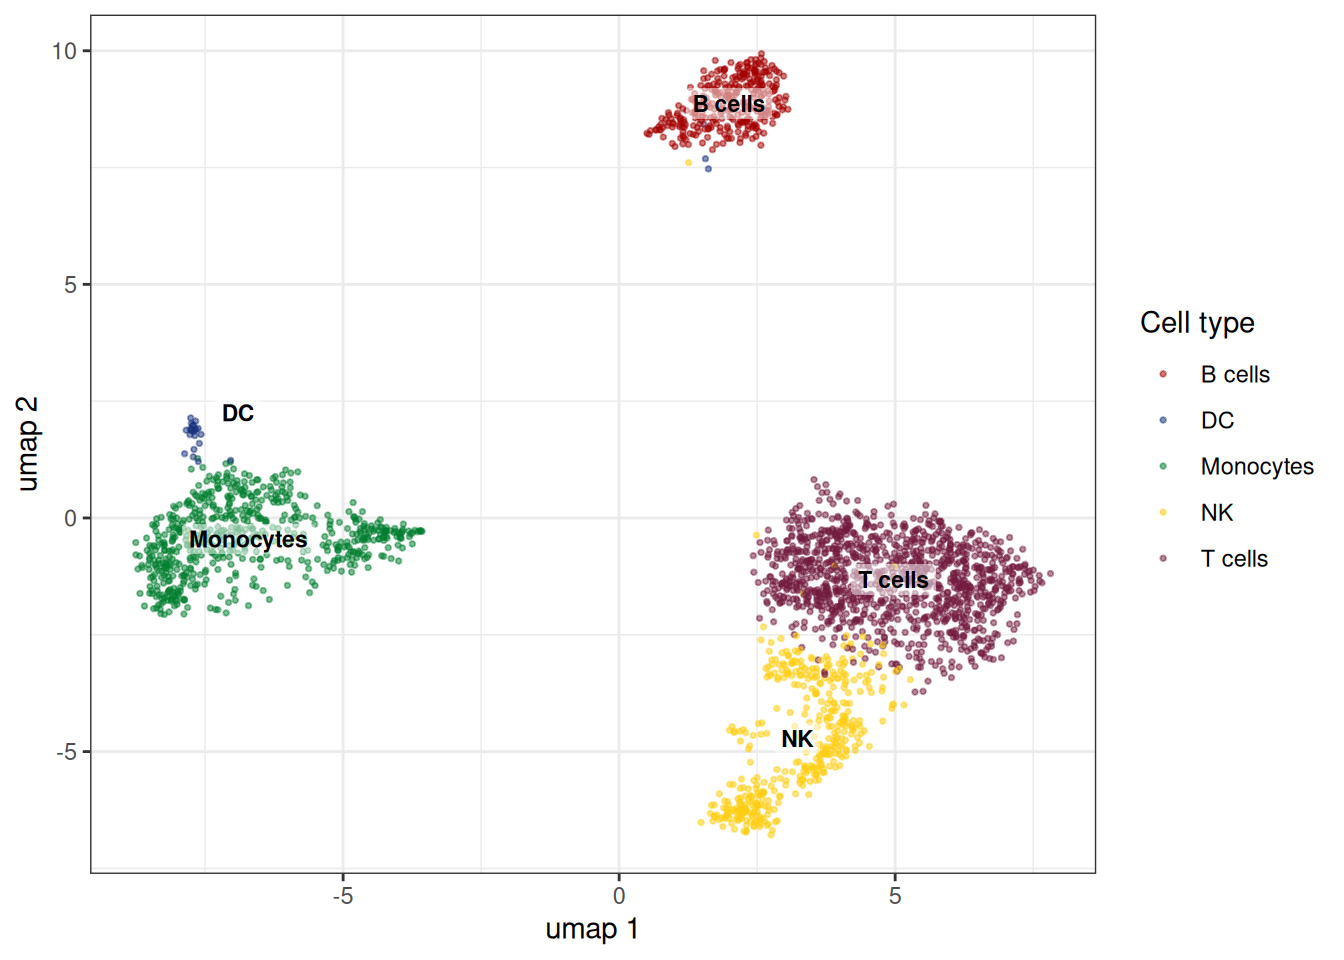 10
5
0
-5
umap 2
-5
0
5
umap 1
B cells
DC
Monocytes
T cells
NK
Cell type
B cells
DC
Monocytes
NK
T cells